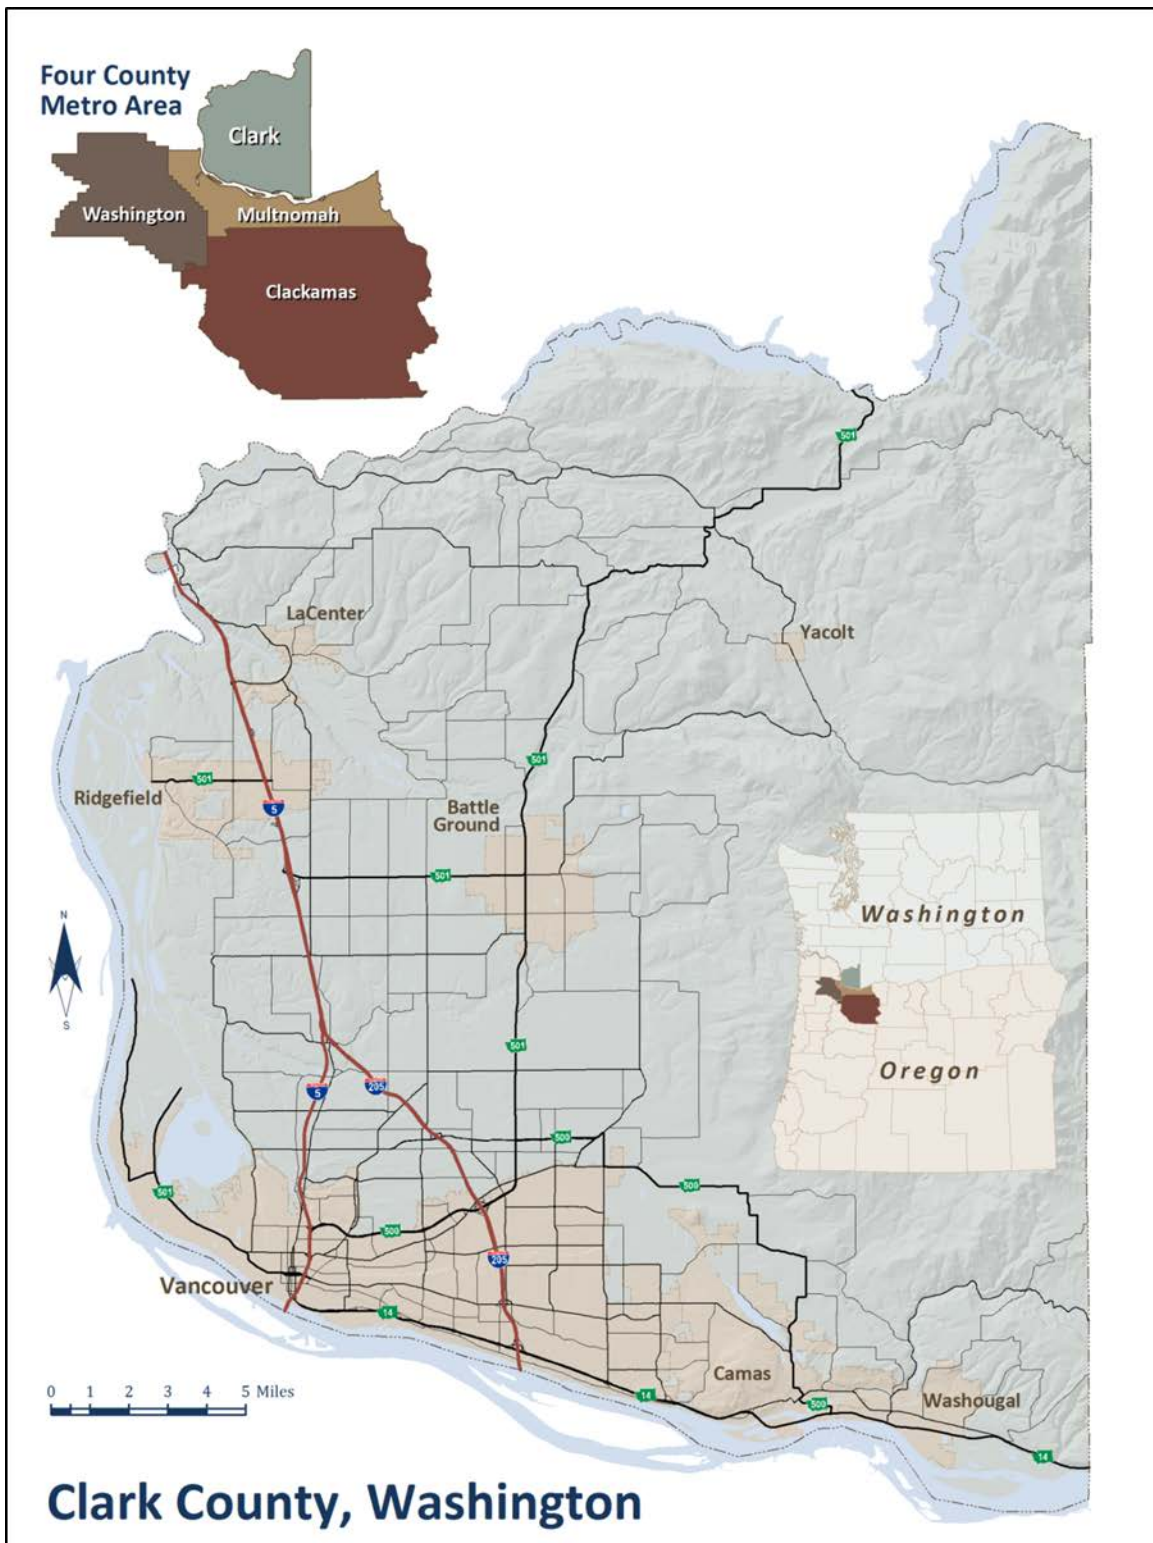 Four County
Metro Area
Clark
Washington
Multnomah
Clackamas
501
LaCenter
Yacolt
501
501
Ridgefield
5
Battle
Ground
501
Washington
N
S
501
Oregon
5
205
500
501
500
500
205
Vancouver
14
Camas
0 1 2 3 4 5 Miles
14
500
Washougal
14
Clark County, Washington